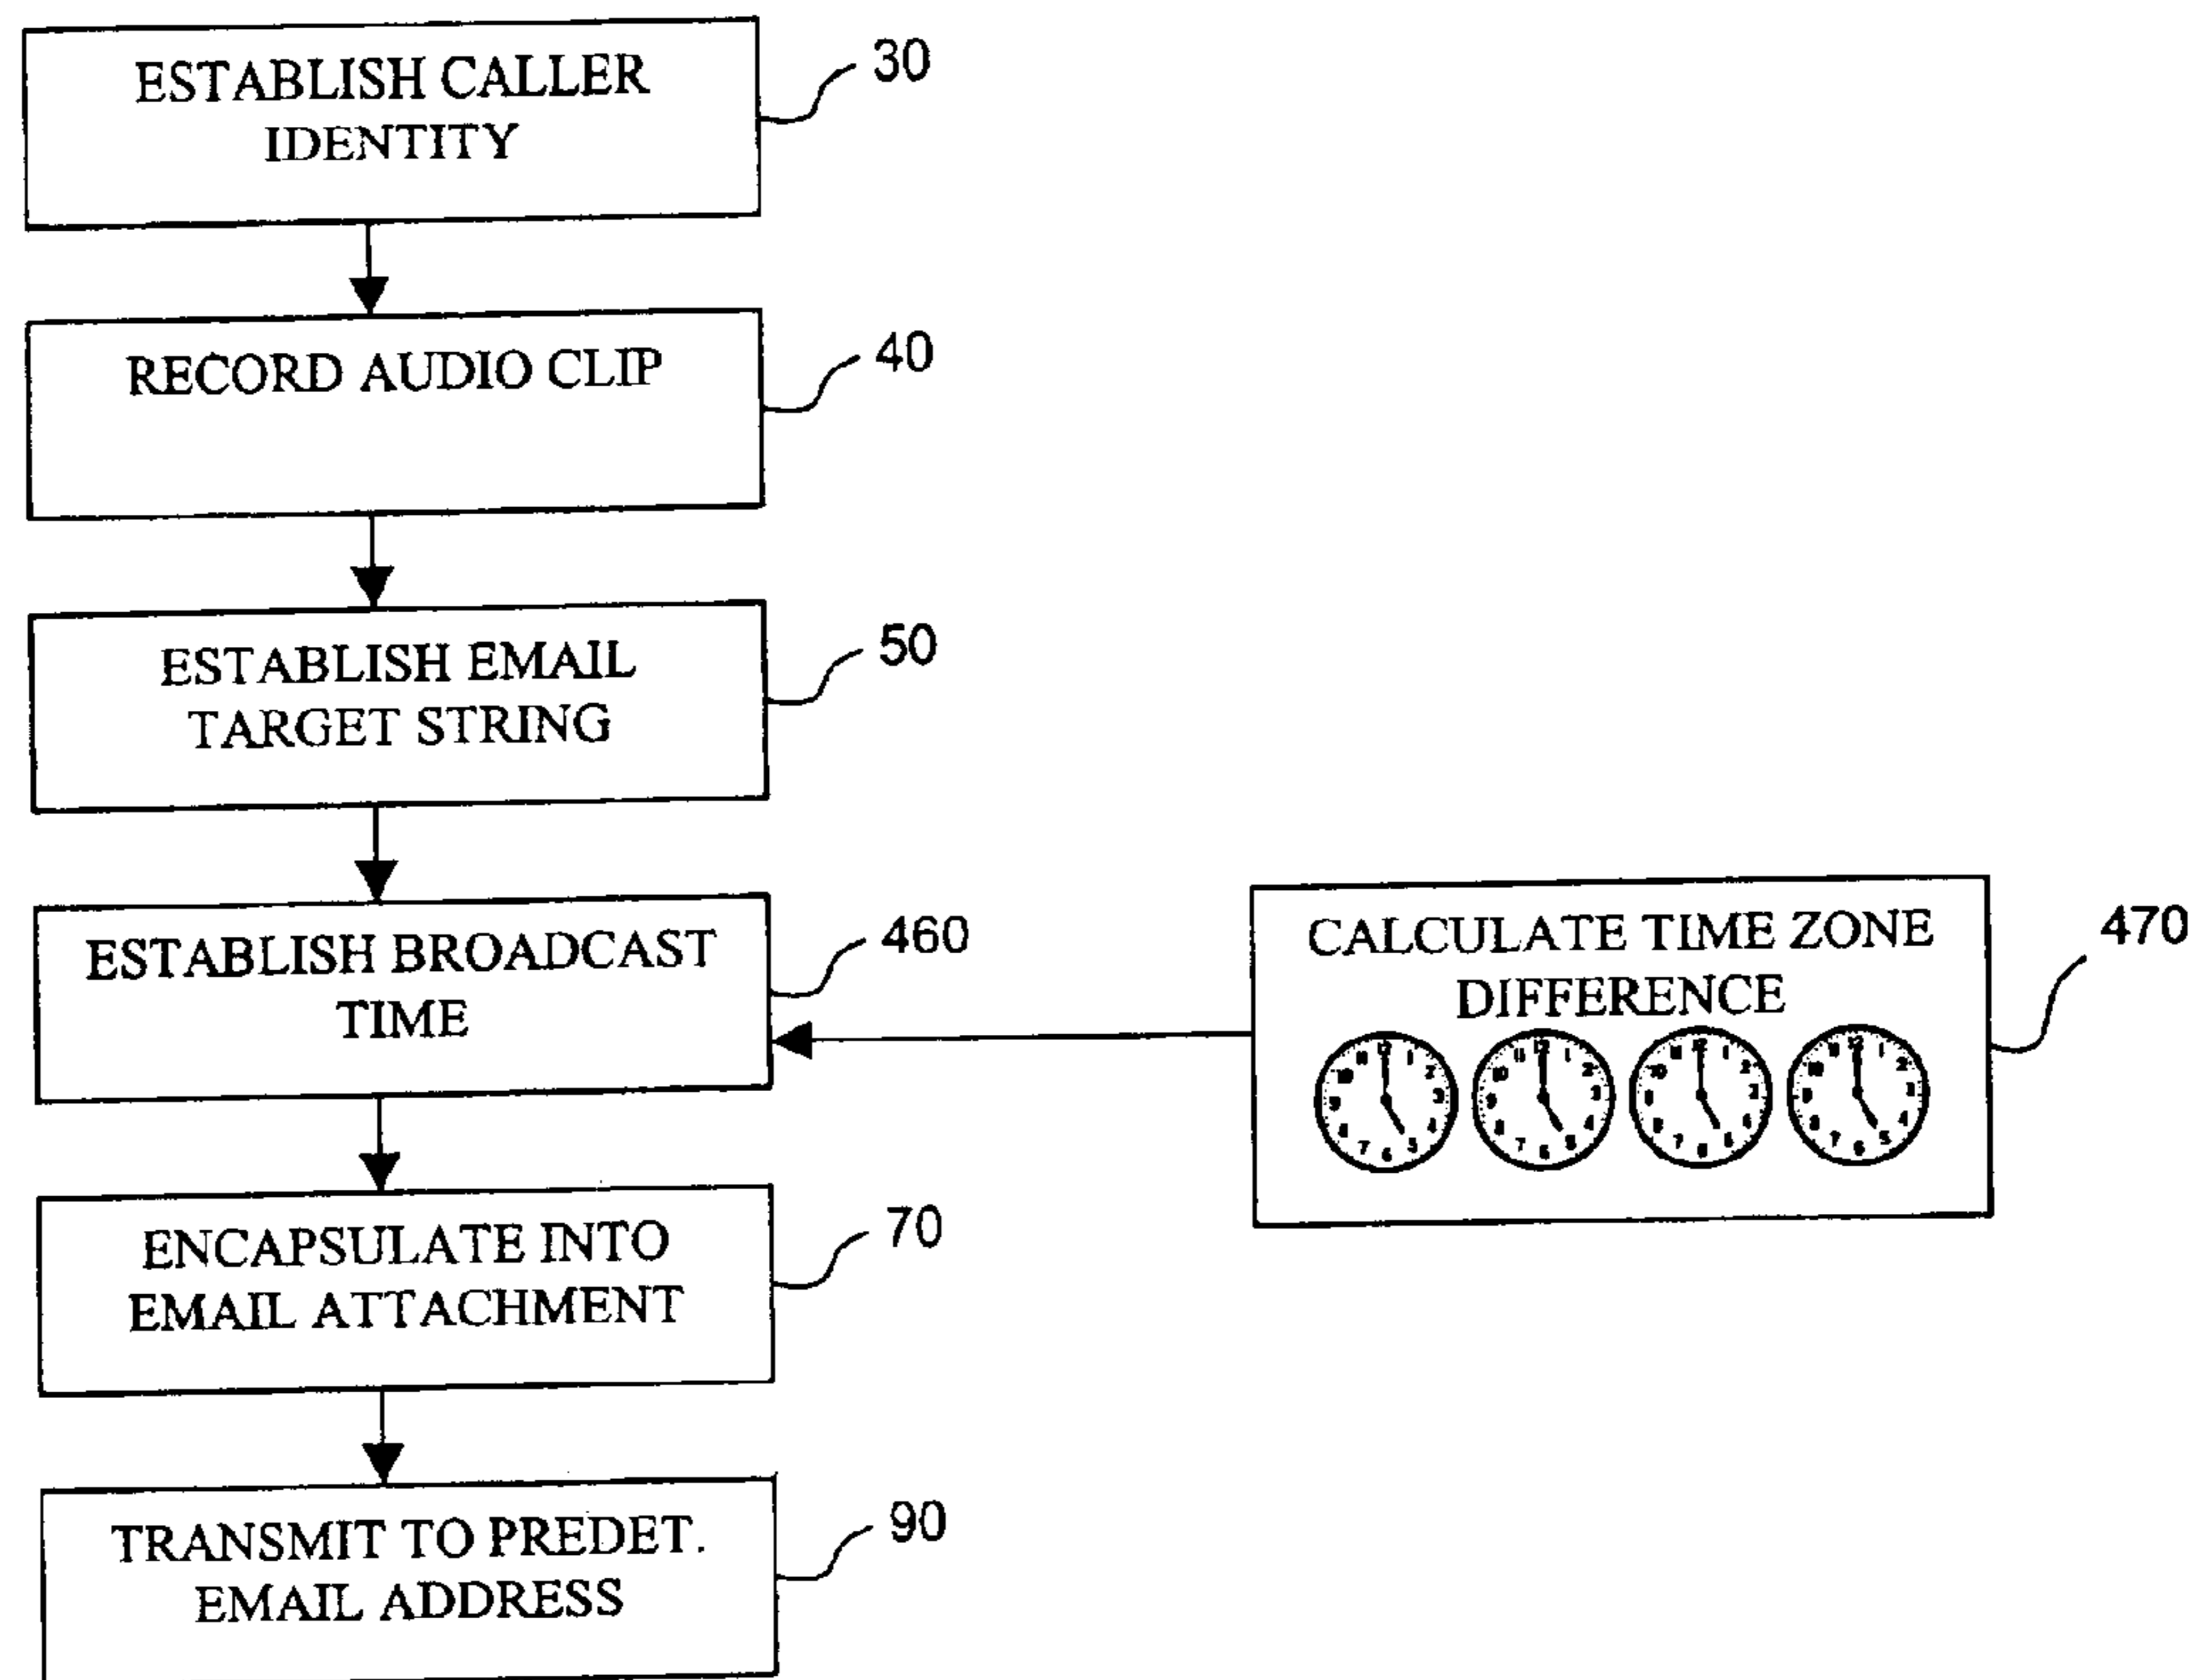 ESTABLISH CALLER
IDENTITY
30
RECORD AUDIO CLIP
40
ESTABLISH EMAIL
TARGET STRING
50
ESTABLISH BROADCAST
TIME
460
CALCULATE TIME ZONE
DIFFERENCE
470
ENCAPSULATE INTO
EMAIL ATTACHMENT
70
TRANSMIT TO PREDET.
EMAIL ADDRESS
90